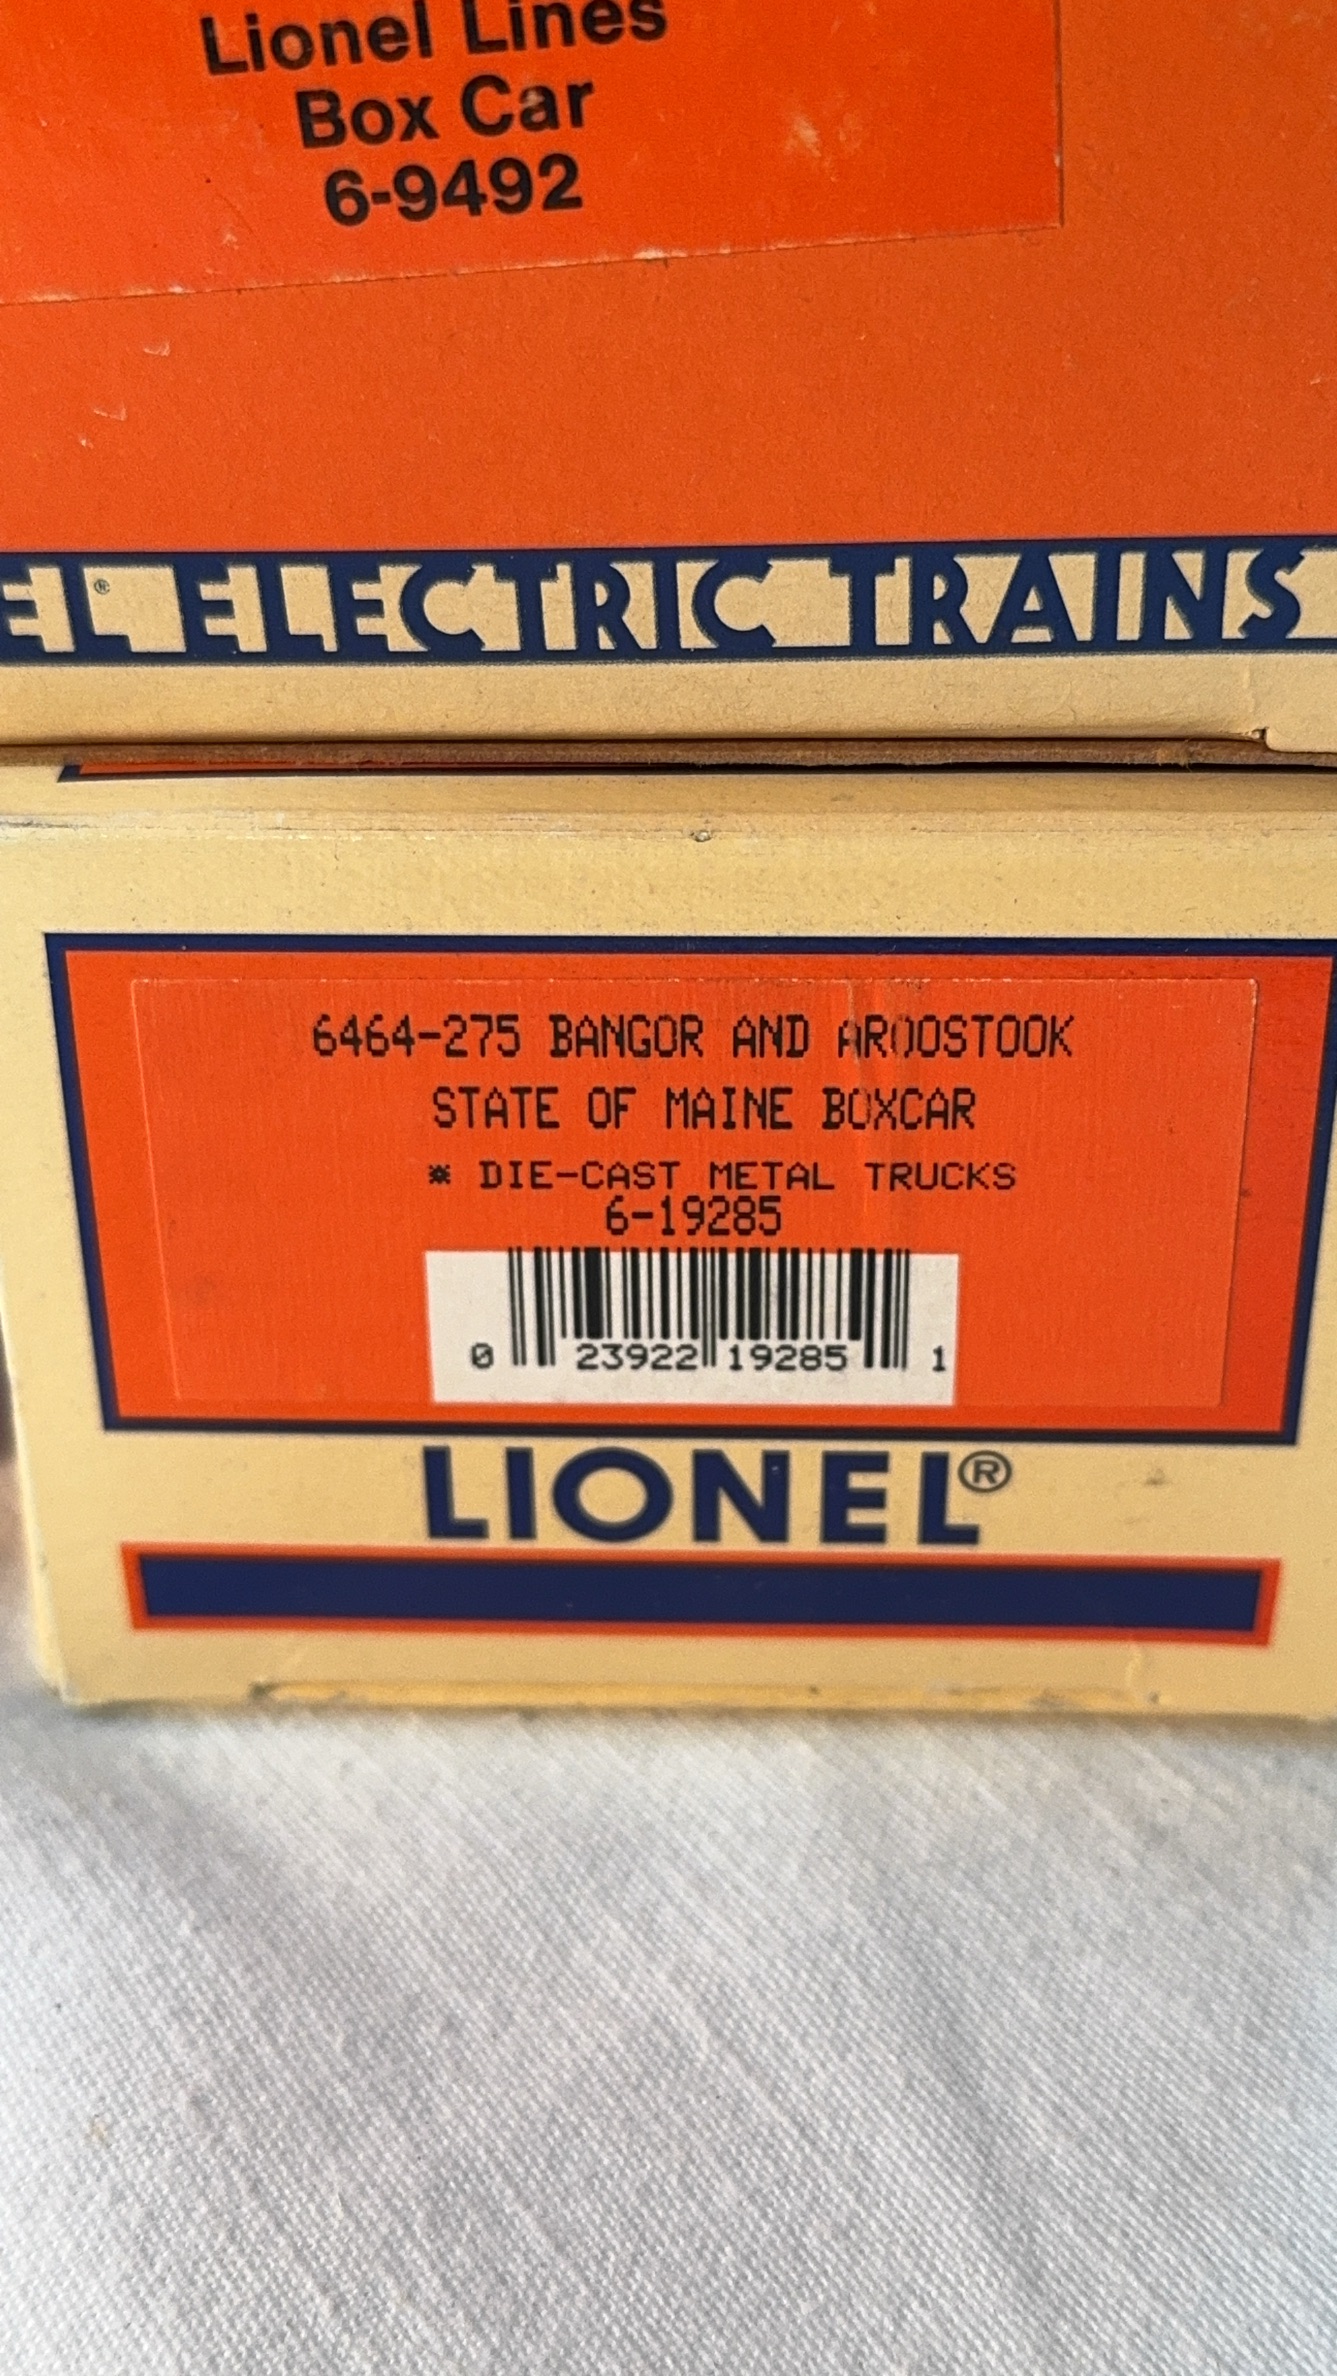 Lionel Lines
Box Car
6-9492
EL® ELECTRIC TRAINS
6464-275 BANGOR AND AROOSTOOK
STATE OF MAINE BOXCAR
* DIE-CAST METAL TRUCKS
6-19285
0 23922 19285 1
LIONEL®